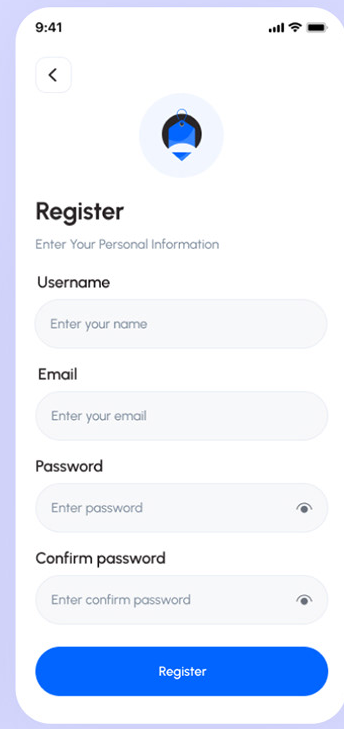 9:41
Register
Enter Your Personal Information
Username
Enter your name
Email
Enter your email
Password
Enter password
Confirm password
Enter confirm password
Register